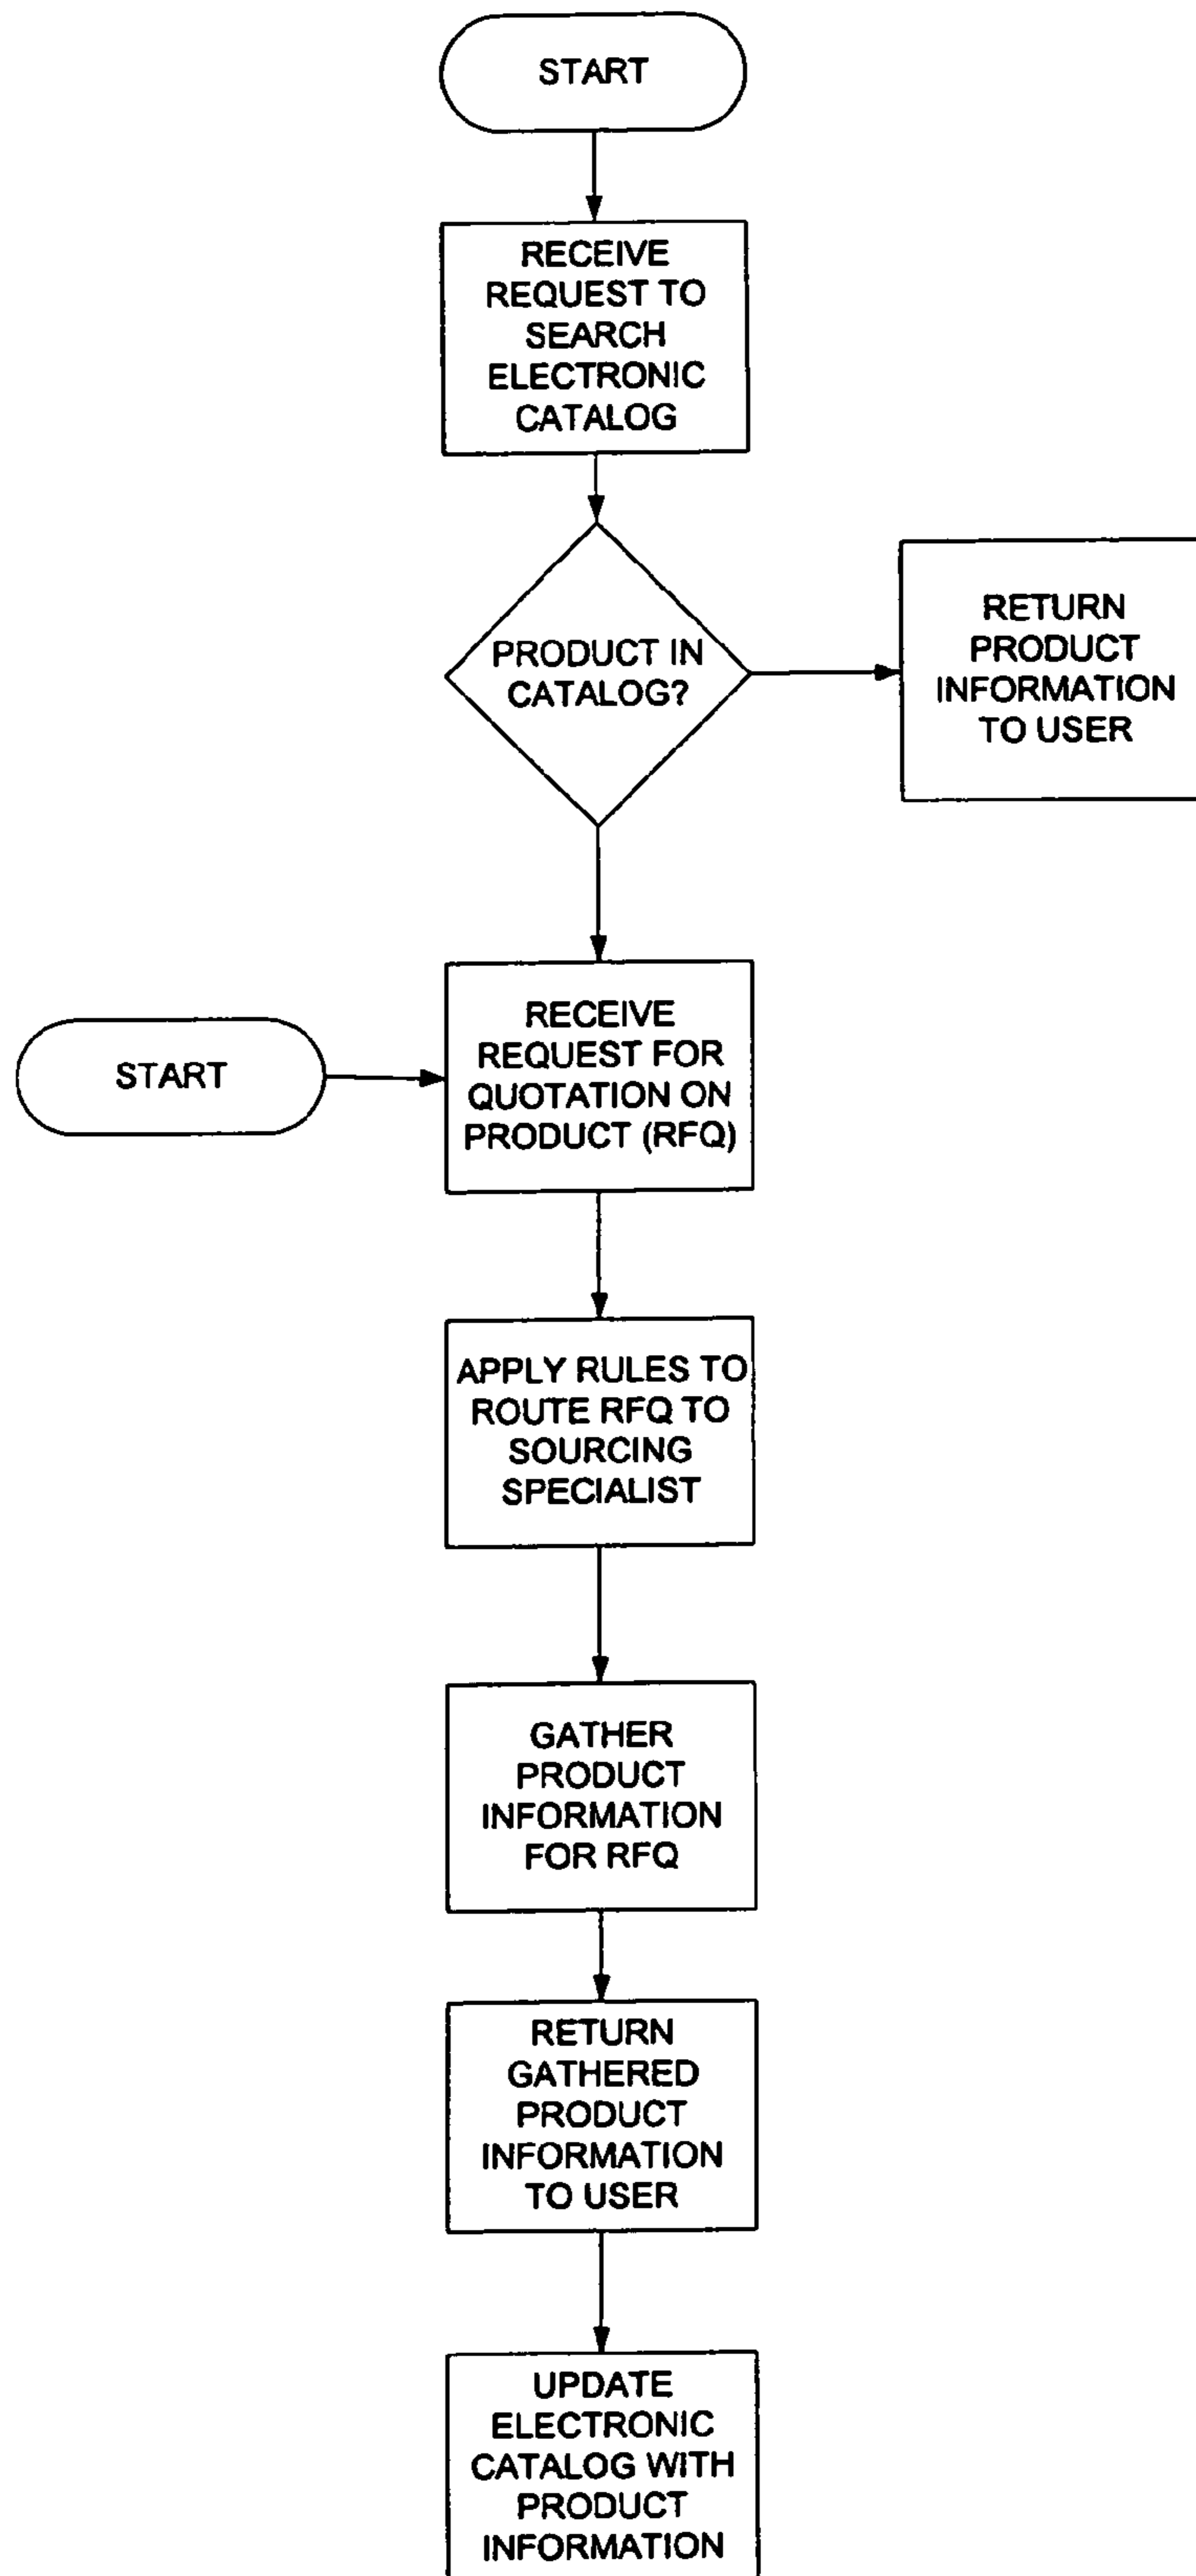 START
RECEIVE
REQUEST TO
SEARCH
ELECTRONIC
CATALOG
PRODUCT IN
CATALOG?
RETURN
PRODUCT
INFORMATION
TO USER
START
RECEIVE
REQUEST FOR
QUOTATION ON
PRODUCT (RFQ)
APPLY RULES TO
ROUTE RFQ TO
SOURCING
SPECIALIST
GATHER
PRODUCT
INFORMATION
FOR RFQ
RETURN
GATHERED
PRODUCT
INFORMATION
TO USER
UPDATE
ELECTRONIC
CATALOG WITH
PRODUCT
INFORMATION